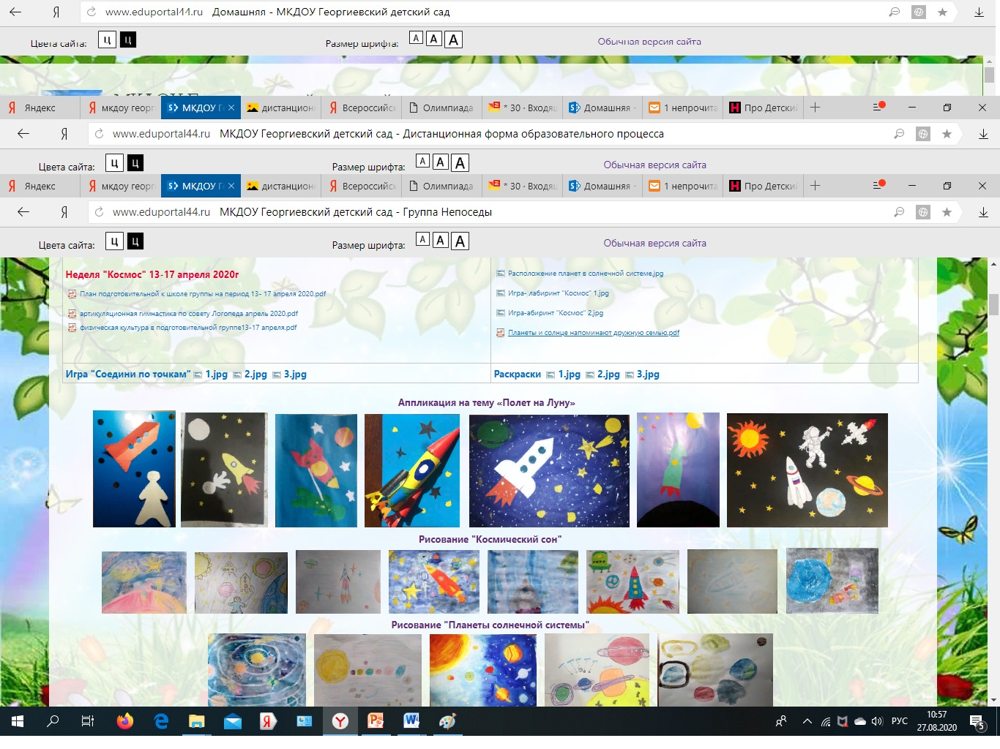 Я www.eduportal44.ru Домашняя - МКДОУ Георгиевский детский сад
Цвета сайта: Ц Ц Размер шрифта: A A A Обычная версия сайта
Яндекс мкдоу георг МКДОУ Г дистанцион Всероссийск Олимпиада * 30 · Входящ Домашняя - 1 непрочита Про Детский
Я www.eduportal44.ru МКДОУ Георгиевский детский сад - Дистанционная форма образовательного процесса
Цвета сайта: Ц Ц Размер шрифта: A A A Обычная версия сайта
Яндекс мкдоу георг МКДОУ Г дистанцион Всероссийск Олимпиада * 30 · Входящ Домашняя - 1 непрочита Про Детский
Я www.eduportal44.ru МКДОУ Георгиевский детский сад - Группа Непоседы
Цвета сайта: Ц Ц Размер шрифта: A A A Обычная версия сайта
Неделя "Космос" 13-17 апреля 2020г
План подготовительной к школе группы на период 13- 17 апреля 2020.pdf
артикуляционная гимнастика по совету Логопеда апрель 2020.pdf
физическая культура в подготовительной группе13-17 апреля.pdf
Расположение планет в солнечной системе.jpg
Игра- лабиринт "Космос" 1.jpg
Игра-абиринт "Космос" 2.jpg
Планеты и солнце напоминают дружную семью.pdf
Игра "Соедини по точкам" 1.jpg 2.jpg 3.jpg
Раскраски 1.jpg 2.jpg 3.jpg
Аппликация на тему «Полет на Луну»
Рисование "Космический сон"
Рисование "Планеты солнечной системы"
РУС 10:57
27.08.2020
5